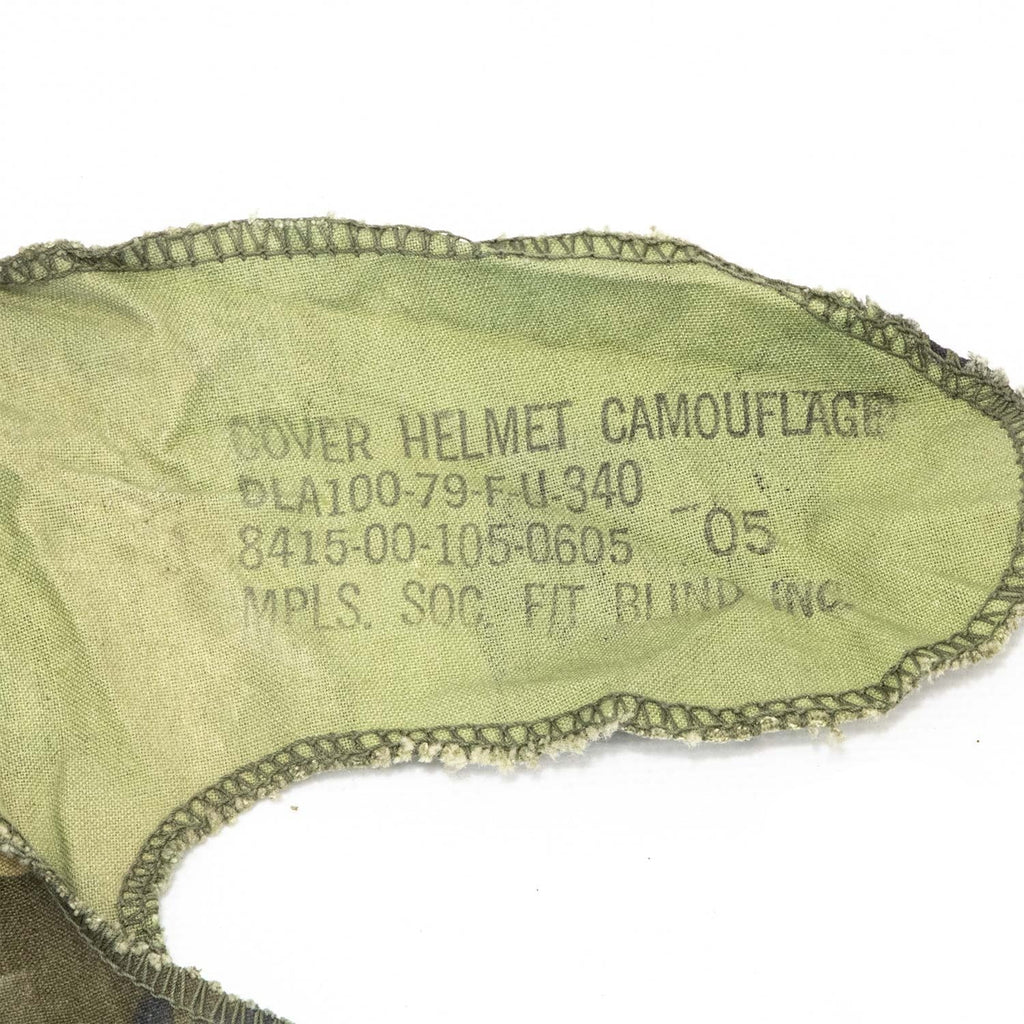 COVER HELMET CAMOUFLAGE
DLA100-79-F-U-340
8415-00-105-0605 -05
MPLS. SOC. F/T BLIND INC.